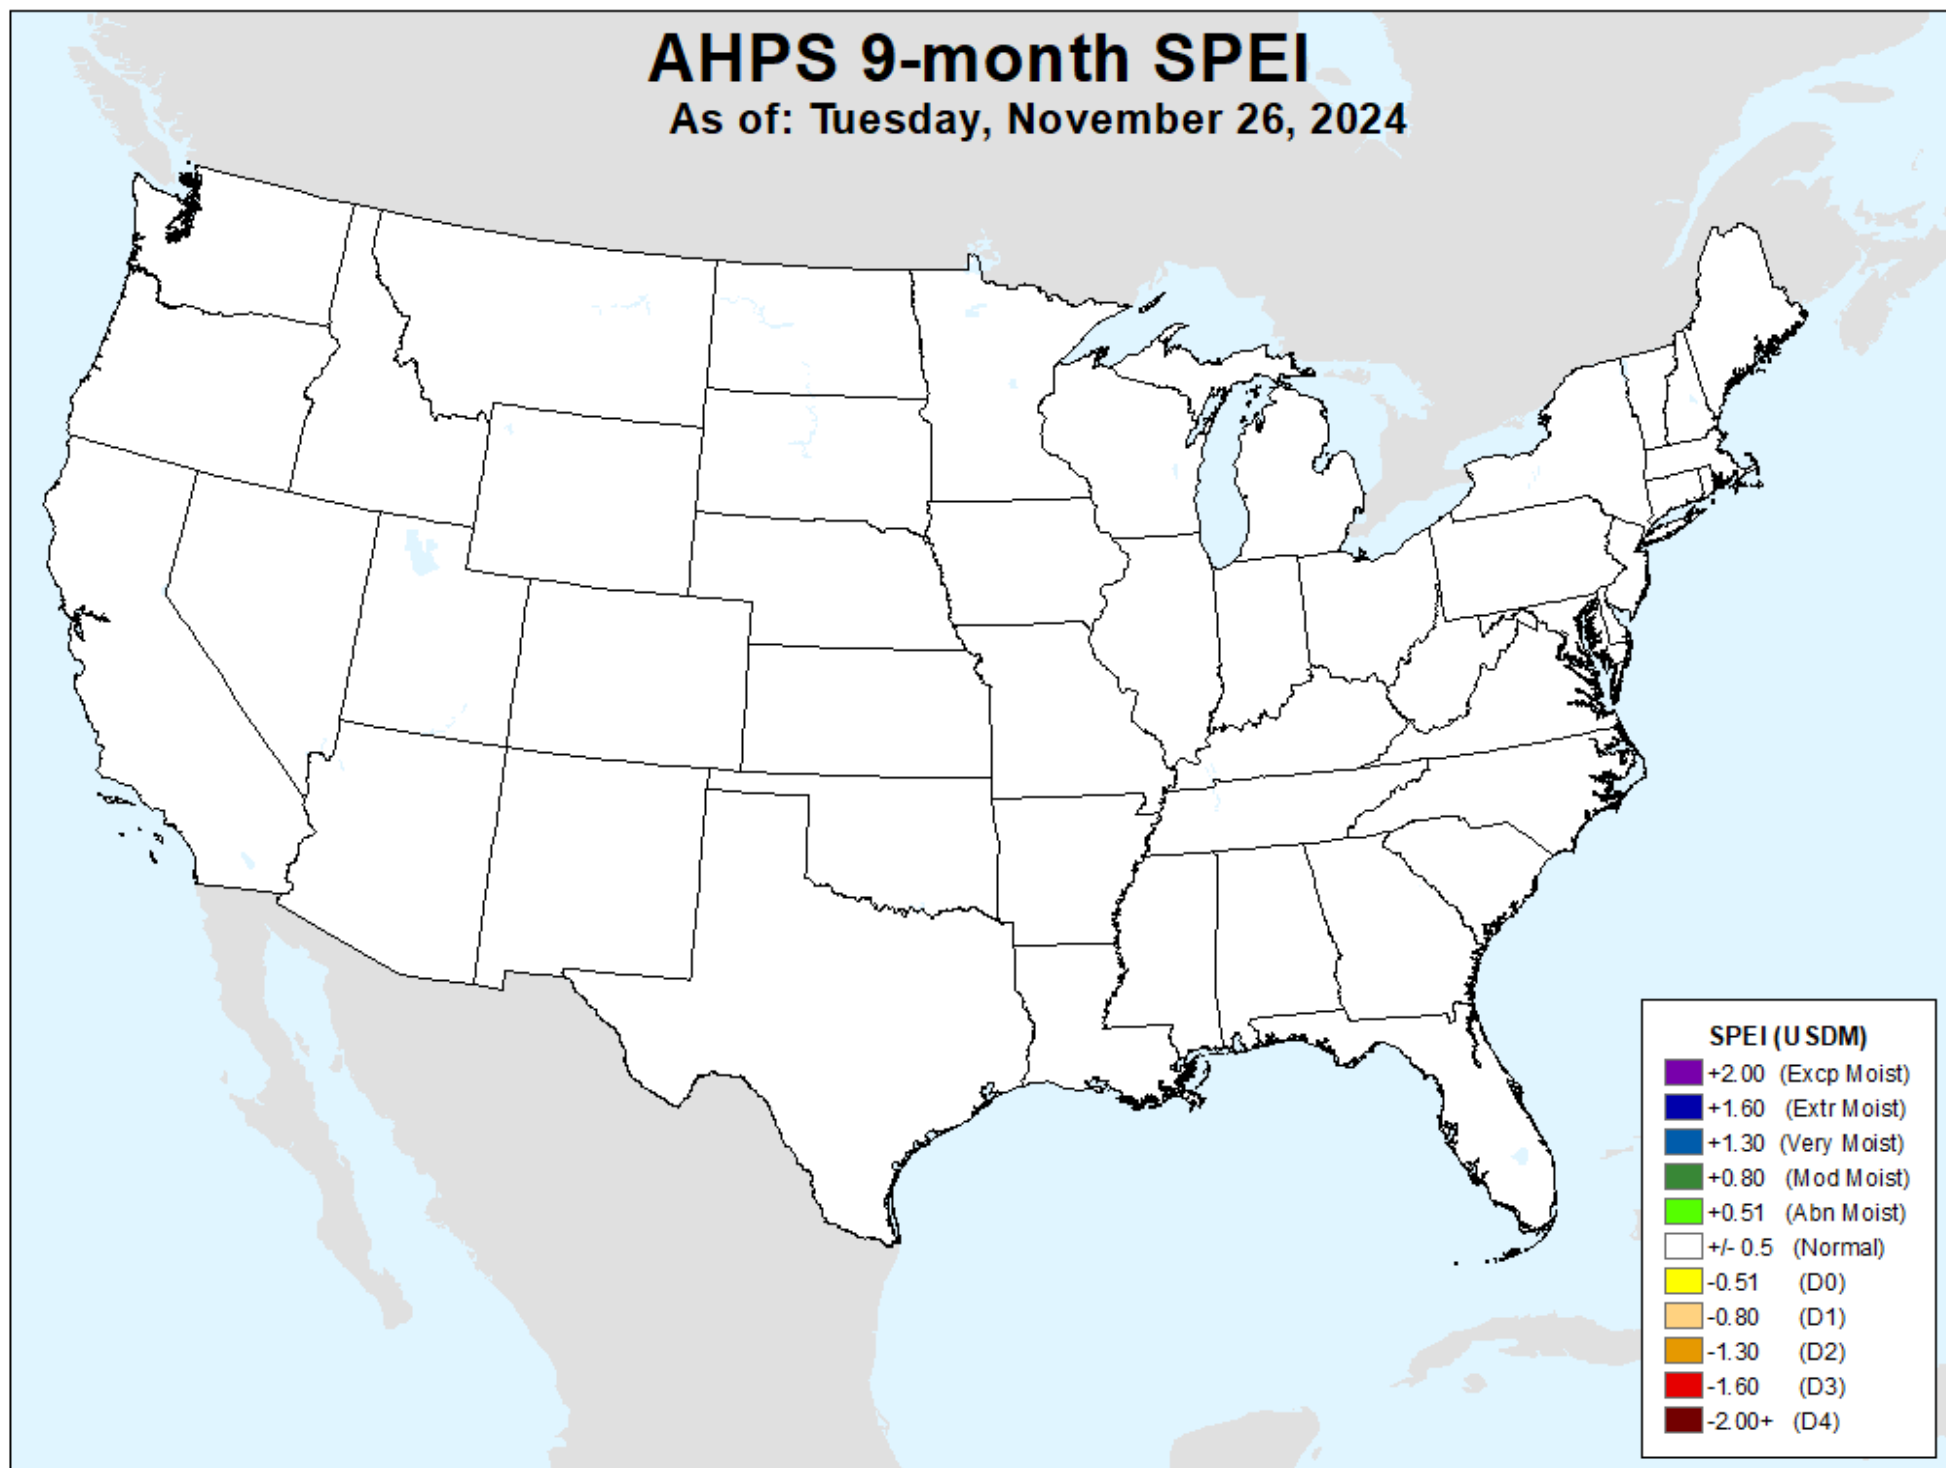 AHPS 9-month SPEI
As of: Tuesday, November 26, 2024
SPEI (USDM)
+2.00 (Excp Moist)
+1.60 (Extr Moist)
+1.30 (Very Moist)
+0.80 (Mod Moist)
+0.51 (Abn Moist)
+/- 0.5 (Normal)
-0.51 (D0)
-0.80 (D1)
-1.30 (D2)
-1.60 (D3)
-2.00+ (D4)